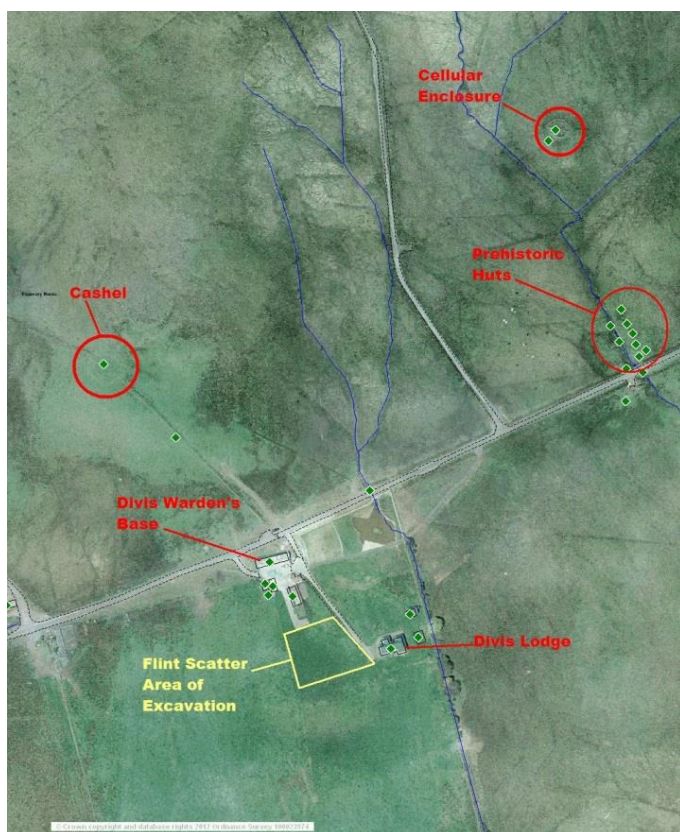 Cellular
Enclosure
Prehistoric
Huts
Cashel
Divis Warden's
Base
Divis Lodge
Flint Scatter
Area of
Excavation
© Crown copyright and database rights 2012 Ordnance Survey